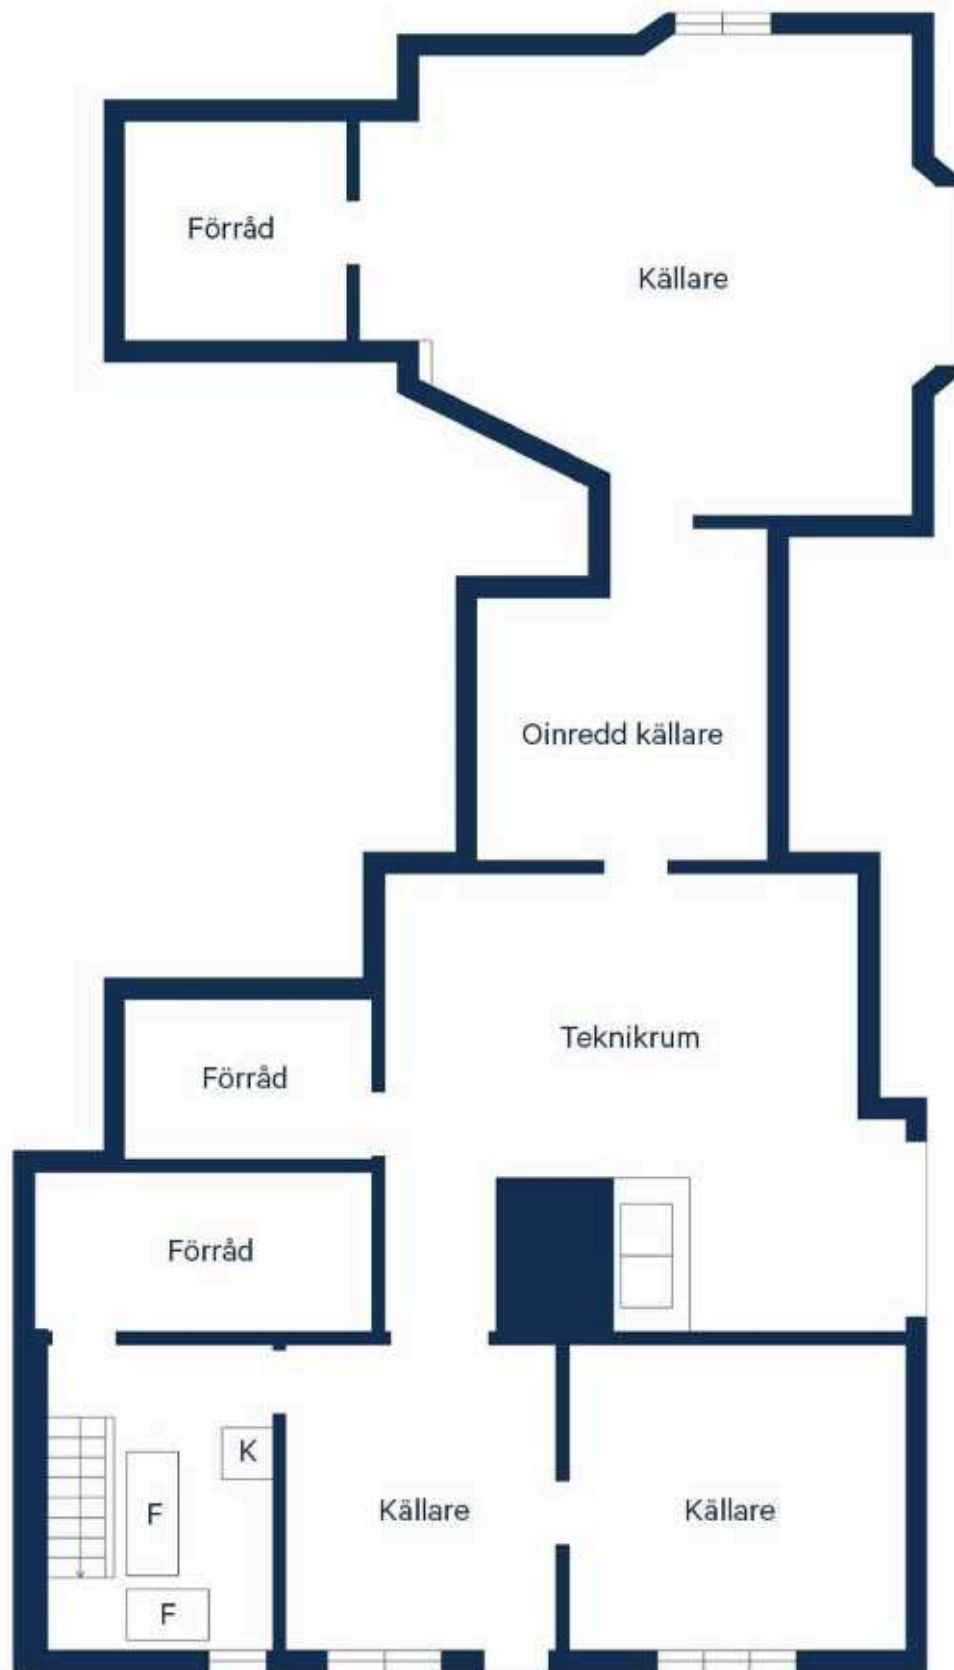 Förråd
Källare
Oinredd källare
Teknikrum
Förråd
Förråd
K
F
Källare
Källare
F